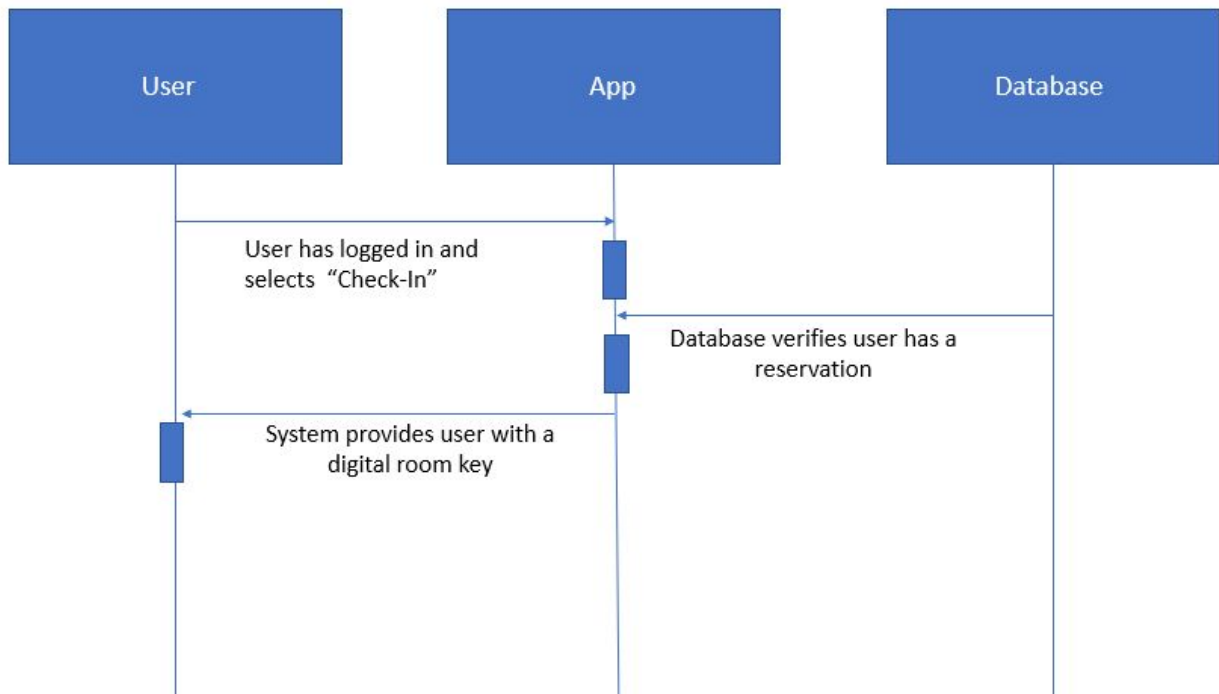 User
App
Database
User has logged in and
selects  “Check-In”
Database verifies user has a
reservation
System provides user with a
digital room key